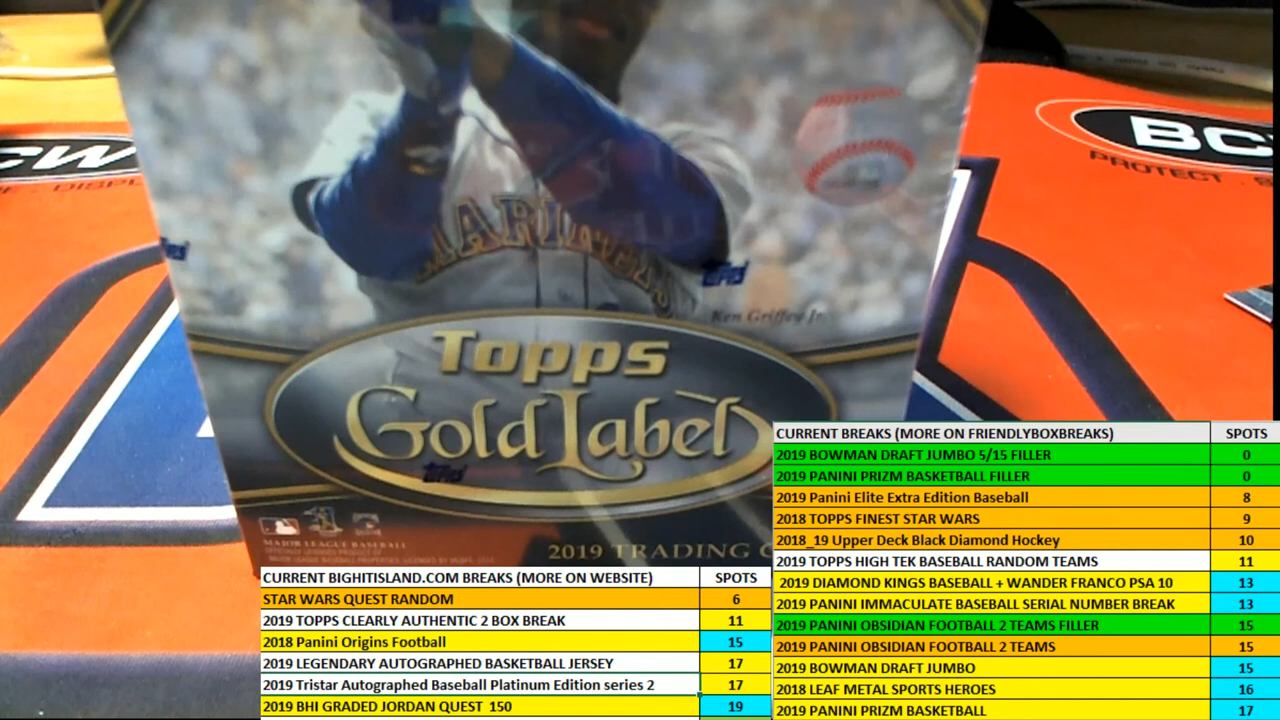 CW
BC
PROTECT · S
DISPL
MARINERS
Topps
Topps
Ken Griffey Jr.
Topps
Gold Label
Topps
MAJOR LEAGUE BASEBALL
2019 TRADING C
CURRENT BIGHITISLAND.COM BREAKS (MORE ON WEBSITE) SPOTS
STAR WARS QUEST RANDOM 6
2019 TOPPS CLEARLY AUTHENTIC 2 BOX BREAK 11
2018 Panini Origins Football 15
2019 LEGENDARY AUTOGRAPHED BASKETBALL JERSEY 17
2019 Tristar Autographed Baseball Platinum Edition series 2 17
2019 BHI GRADED JORDAN QUEST 150 19
CURRENT BREAKS (MORE ON FRIENDLYBOXBREAKS) SPOTS
2019 BOWMAN DRAFT JUMBO 5/15 FILLER 0
2019 PANINI PRIZM BASKETBALL FILLER 0
2019 Panini Elite Extra Edition Baseball 8
2018 TOPPS FINEST STAR WARS 9
2018_19 Upper Deck Black Diamond Hockey 10
2019 TOPPS HIGH TEK BASEBALL RANDOM TEAMS 11
2019 DIAMOND KINGS BASEBALL + WANDER FRANCO PSA 10 13
2019 PANINI IMMACULATE BASEBALL SERIAL NUMBER BREAK 13
2019 PANINI OBSIDIAN FOOTBALL 2 TEAMS FILLER 15
2019 PANINI OBSIDIAN FOOTBALL 2 TEAMS 15
2019 BOWMAN DRAFT JUMBO 15
2018 LEAF METAL SPORTS HEROES 16
2019 PANINI PRIZM BASKETBALL 17